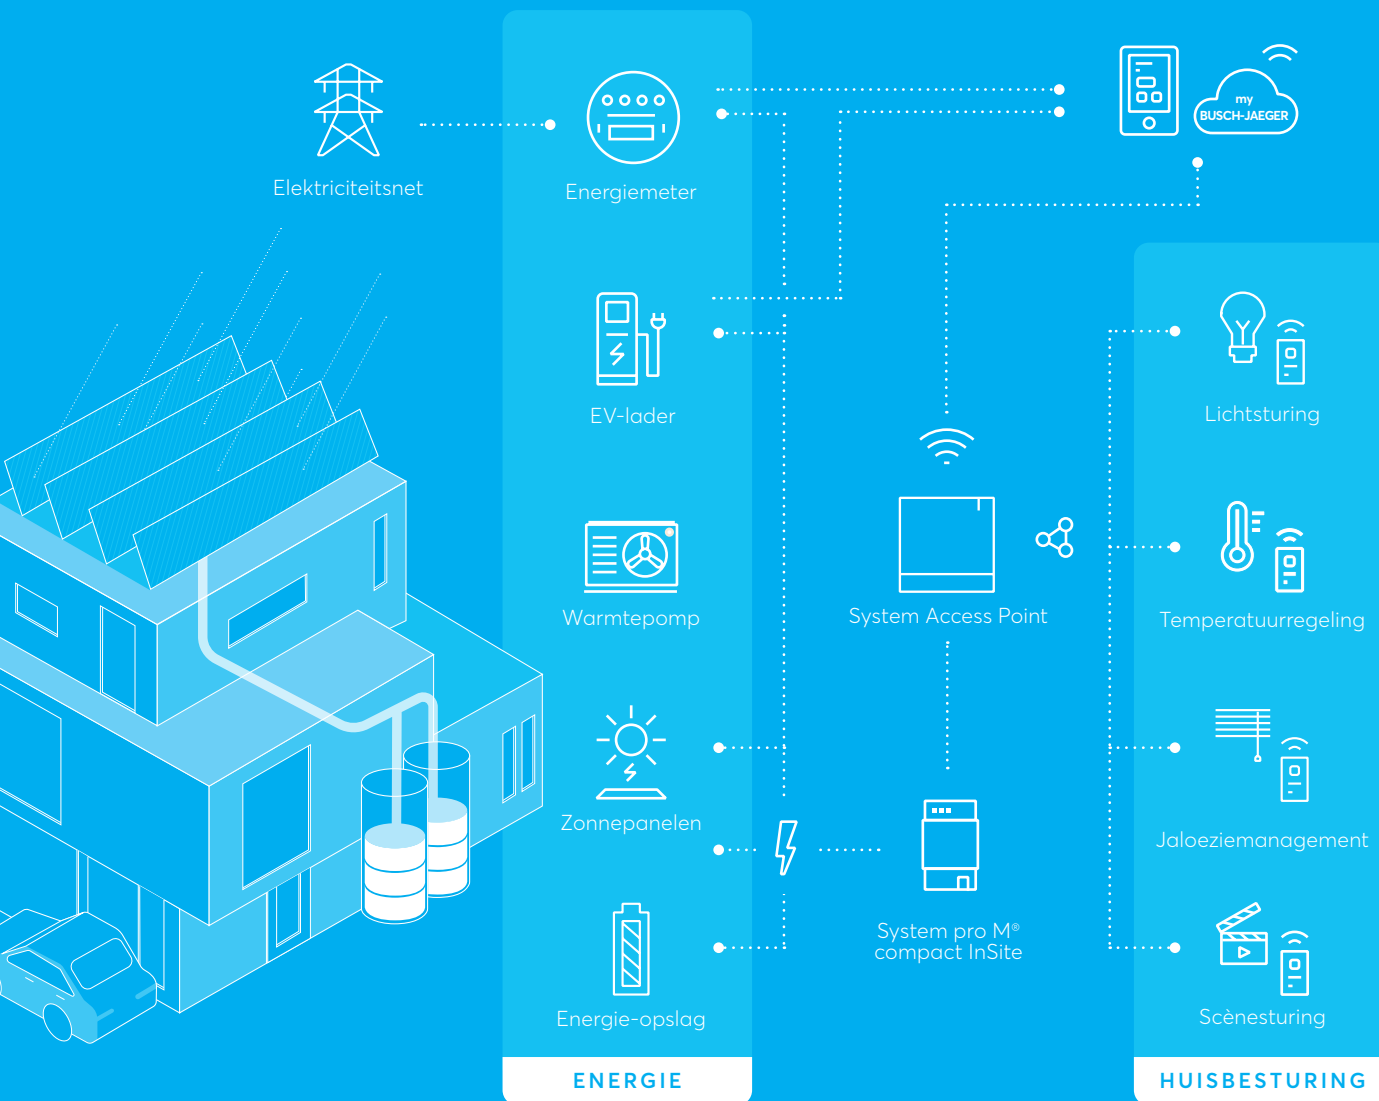 my
BUSCH-JAEGER
Elektriciteitsnet
Energiemeter
EV-lader
Lichtsturing
Warmtepomp
System Access Point
Temperatuurregeling
Zonnepanelen
Jaloeziemanagement
System pro M®
compact InSite
Energie-opslag
Scènesturing
ENERGIE
HUISBESTURING